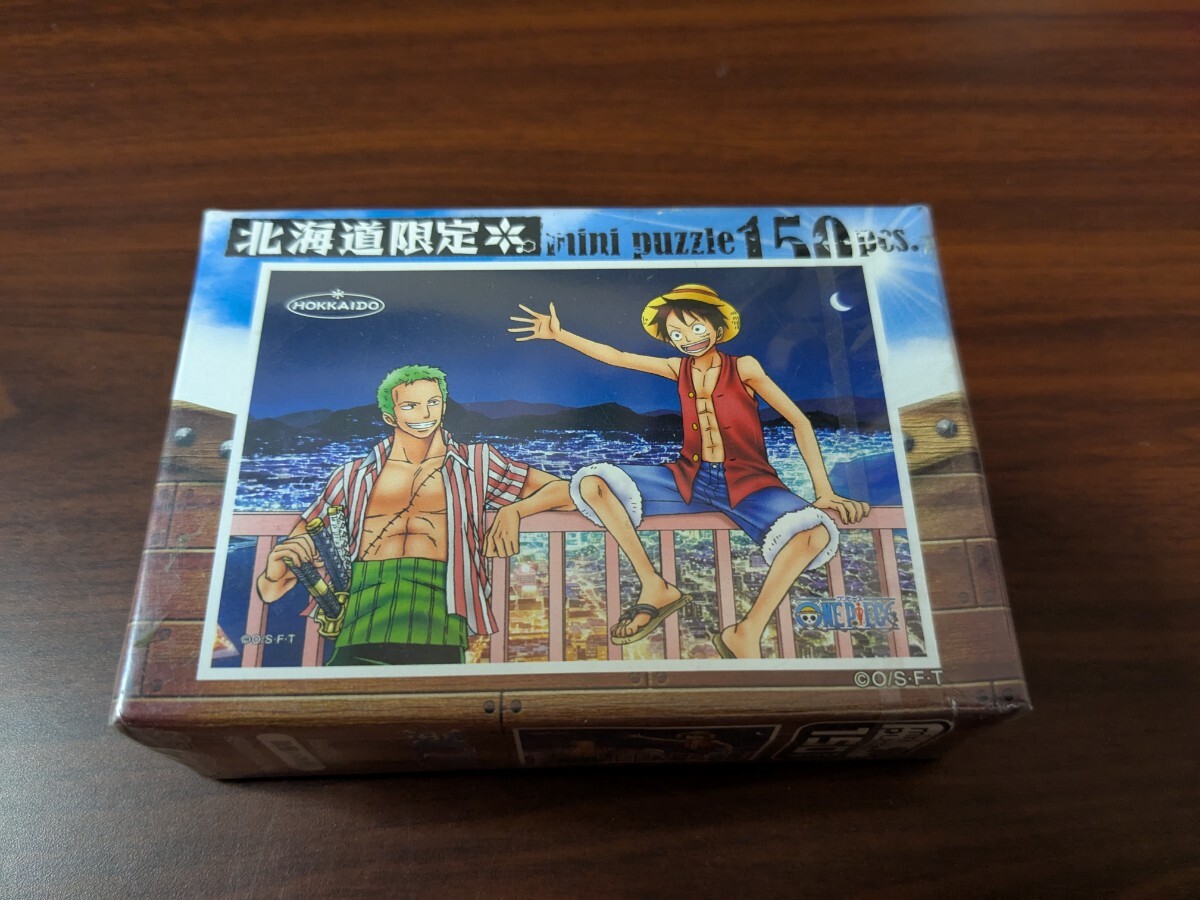 北海道限定 mini puzzle 150 pcs.
HOKKAIDO
ONE PIECE
©O/S·F·T
©O/S·F·T